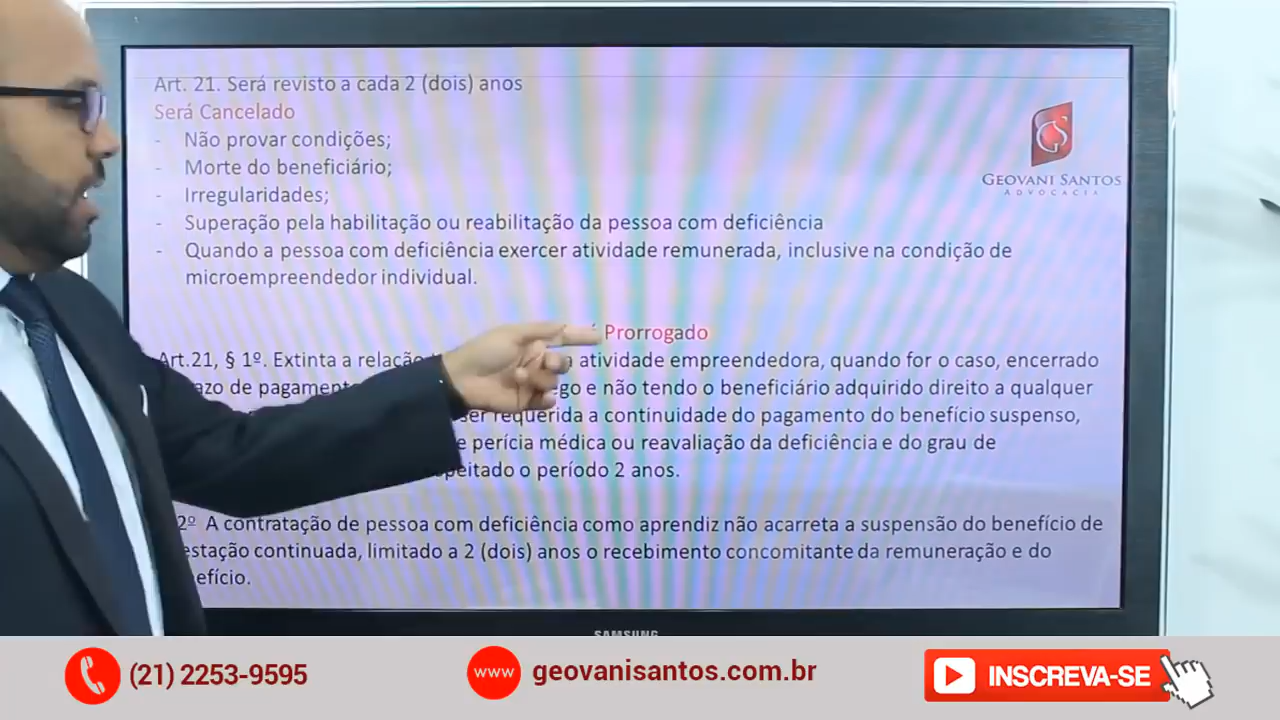 Art. 21. Será revisto a cada 2 (dois) anos
Será Cancelado
- Não provar condições;
- Morte do beneficiário;
- Irregularidades;
- Superação pela habilitação ou reabilitação da pessoa com deficiência
- Quando a pessoa com deficiência exercer atividade remunerada, inclusive na condição de
microempreendedor individual.
GS
GEOVANI SANTOS
ADVOCACIA
Prorrogado
Art.21, § 1º. Extinta a relação atividade empreendedora, quando for o caso, encerrado
de pagamento e não tendo o beneficiário adquirido direito a qualquer
ser requerida a continuidade do pagamento do benefício suspenso,
perícia médica ou reavaliação da deficiência e do grau de
o período 2 anos.
2º A contratação de pessoa com deficiência como aprendiz não acarreta a suspensão do benefício de
continuada, limitado a 2 (dois) anos o recebimento concomitante da remuneração e do
SAMSUNG
(21) 2253-9595
www
geovanisantos.com.br
INSCREVA-SE